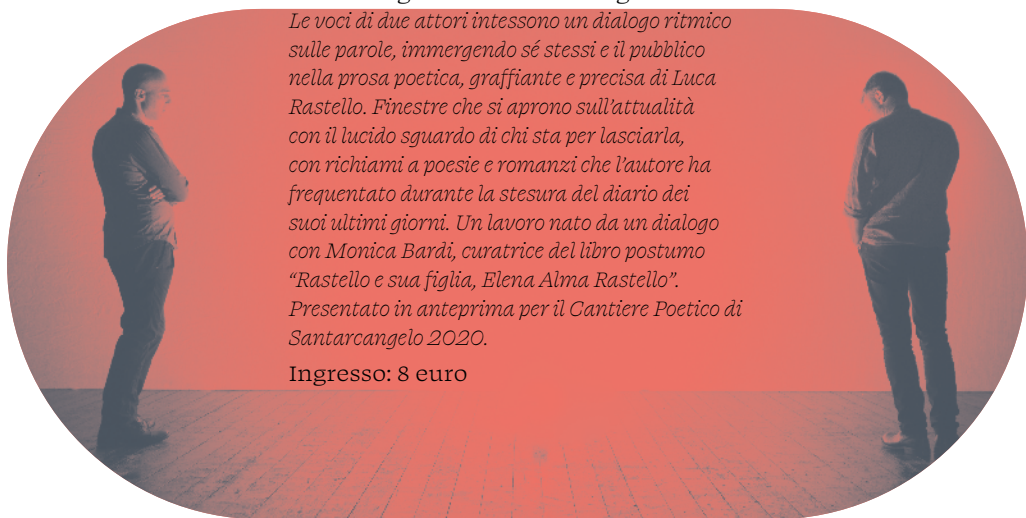 Le voci di due attori intessono un dialogo ritmico
sulle parole, immergendo sé stessi e il pubblico
nella prosa poetica, graffiante e precisa di Luca
Rastello. Finestre che si aprono sull’attualità
con il lucido sguardo di chi sta per lasciarla,
con richiami a poesie e romanzi che l’autore ha
frequentato durante la stesura del diario dei
suoi ultimi giorni. Un lavoro nato da un dialogo
con Monica Bardi, curatrice del libro postumo
“Rastello e sua figlia, Elena Alma Rastello”.
Presentato in anteprima per il Cantiere Poetico di
Santarcangelo 2020.
Ingresso: 8 euro